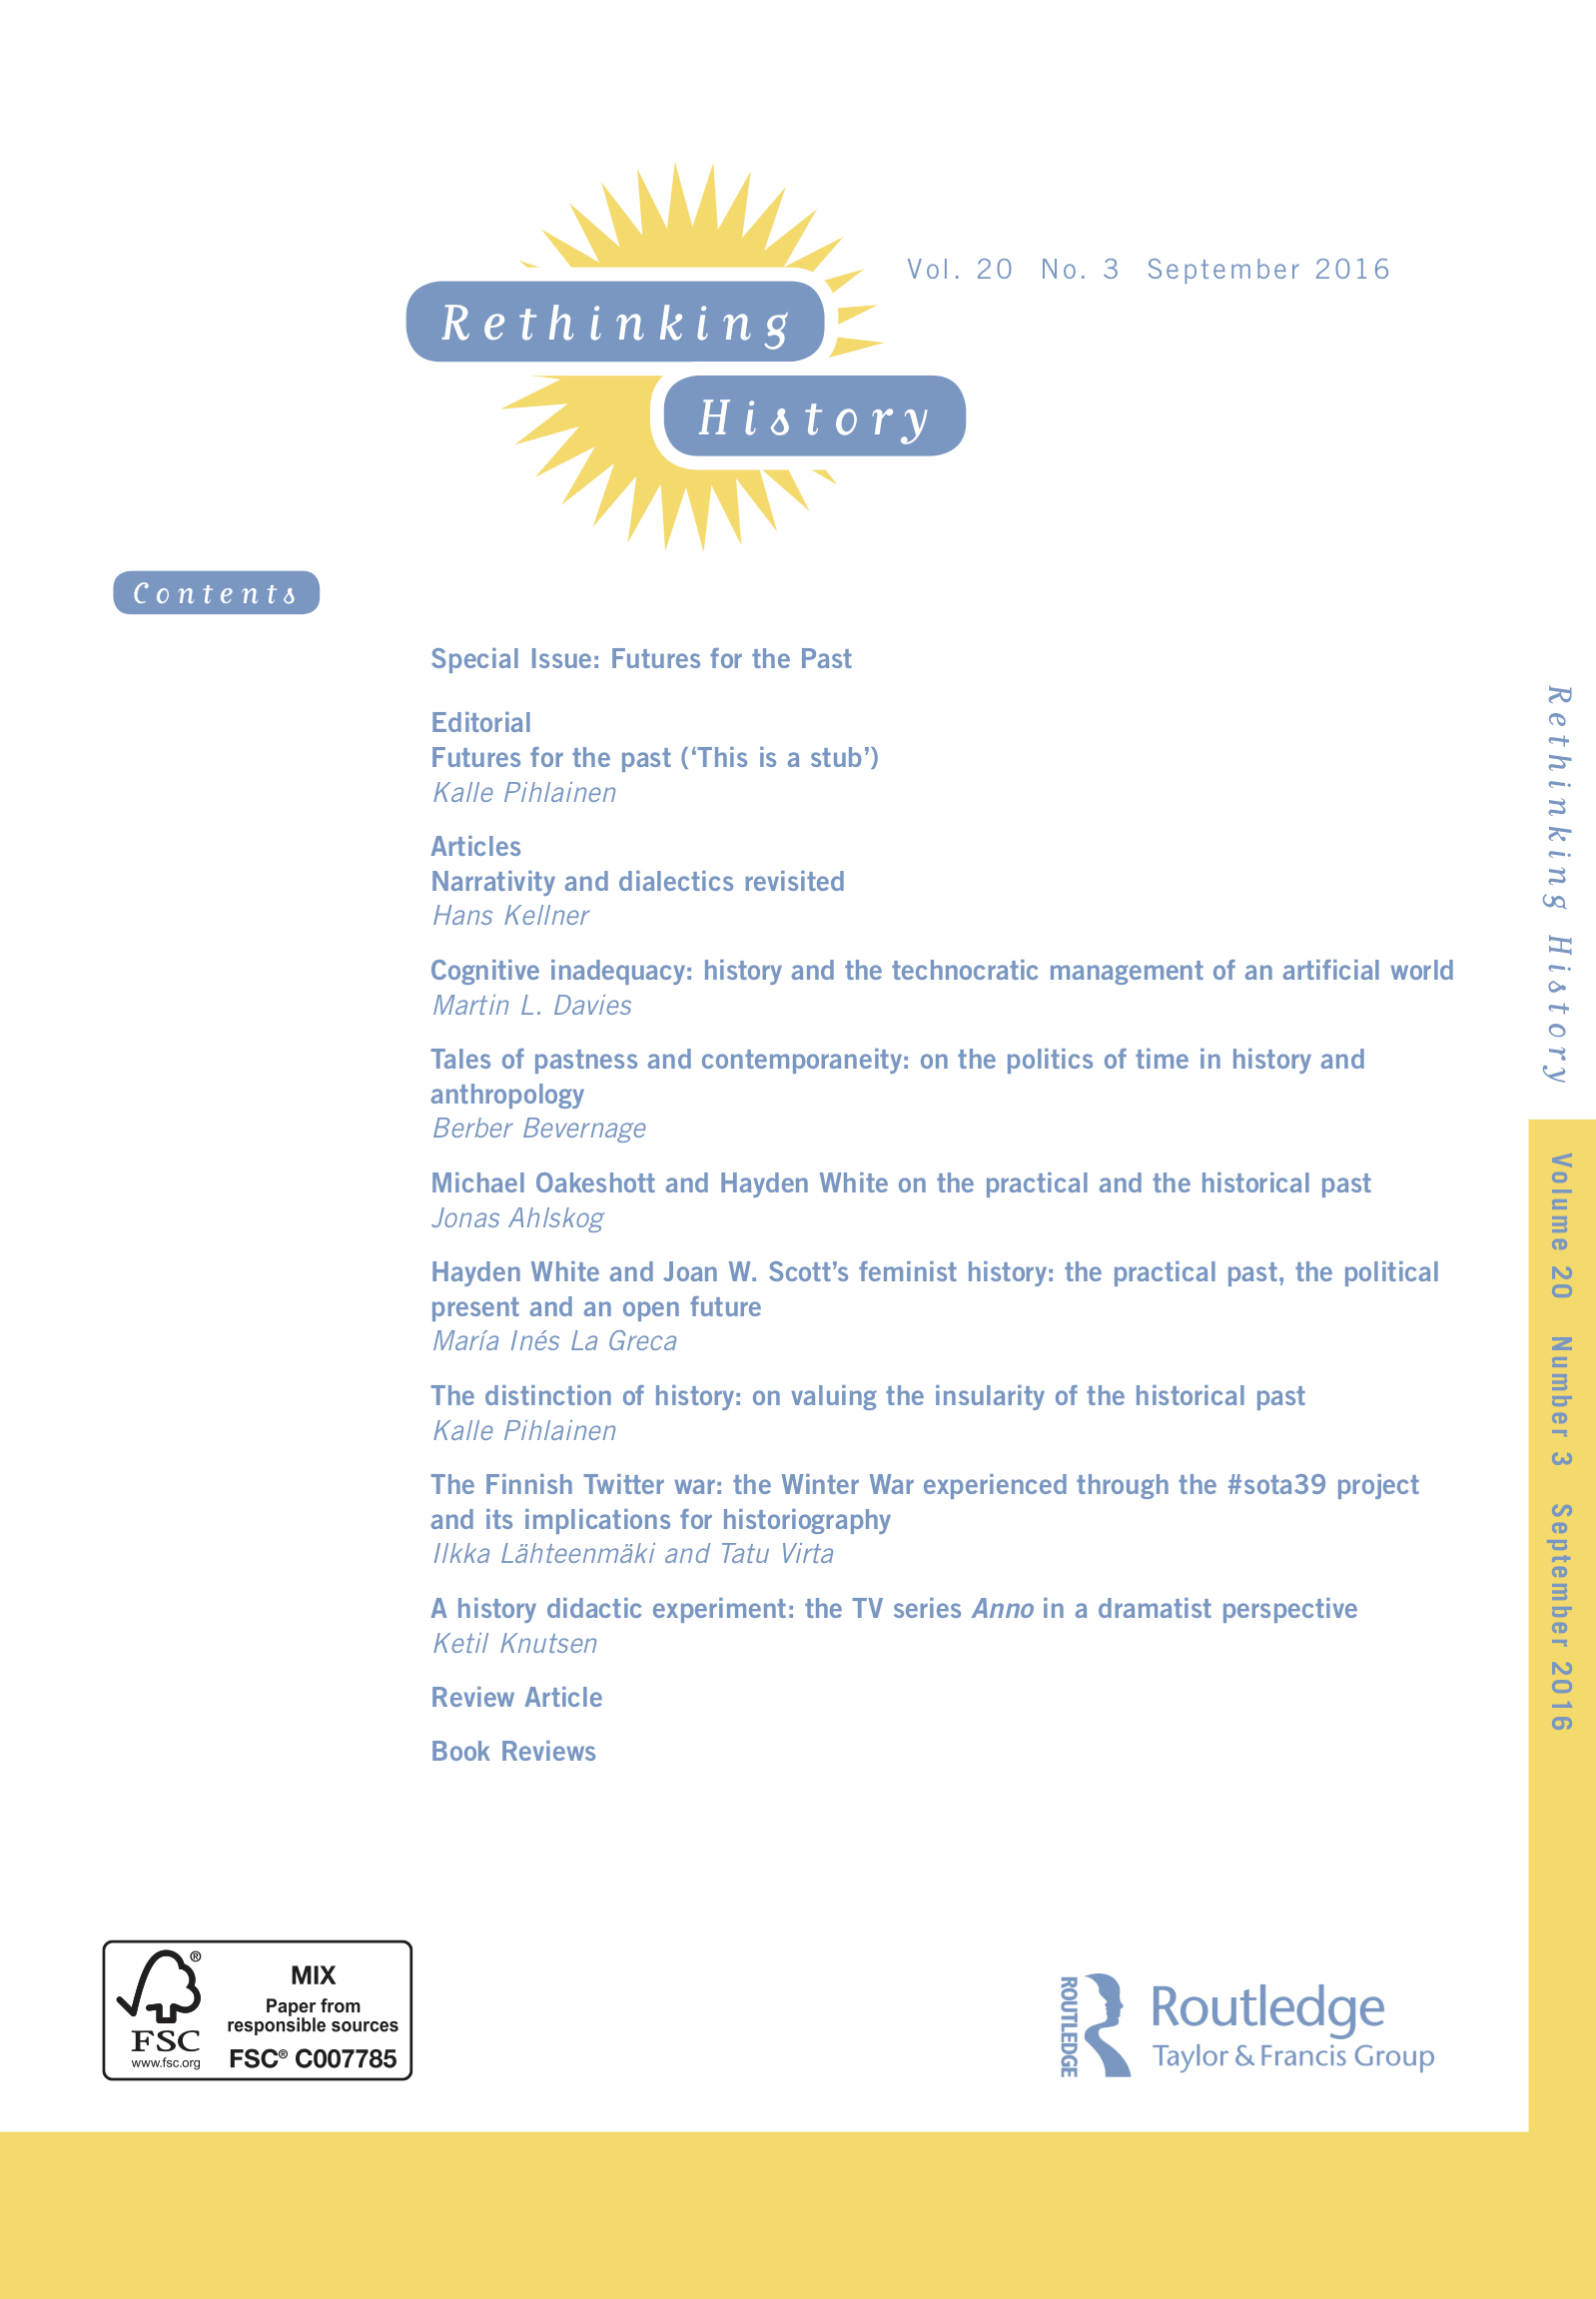 Vol. 20 No. 3 September 2016
Rethinking
History
Contents
Special Issue: Futures for the Past
Editorial
Futures for the past (‘This is a stub’)
Kalle Pihlainen
Articles
Narrativity and dialectics revisited
Hans Kellner
Cognitive inadequacy: history and the technocratic management of an artificial world
Martin L. Davies
Tales of pastness and contemporaneity: on the politics of time in history and
anthropology
Berber Bevernage
Michael Oakeshott and Hayden White on the practical and the historical past
Jonas Ahlskog
Hayden White and Joan W. Scott’s feminist history: the practical past, the political
present and an open future
María Inés La Greca
The distinction of history: on valuing the insularity of the historical past
Kalle Pihlainen
The Finnish Twitter war: the Winter War experienced through the #sota39 project
and its implications for historiography
Ilkka Lähteenmäki and Tatu Virta
A history didactic experiment: the TV series Anno in a dramatist perspective
Ketil Knutsen
Review Article
Book Reviews
Rethinking History
Volume 20 Number 3 September 2016
®
FSC
www.fsc.org
MIX
Paper from
responsible sources
FSC® C007785
ROUTLEDGE
Routledge
Taylor & Francis Group